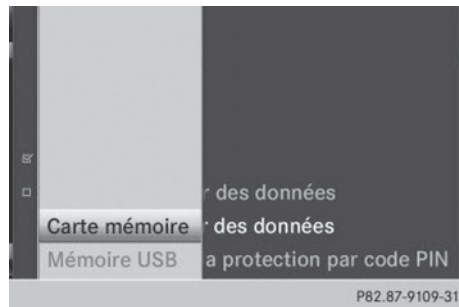 r des données
Carte mémoire r des données
Mémoire USB a protection par code PIN
P82.87-9109-31